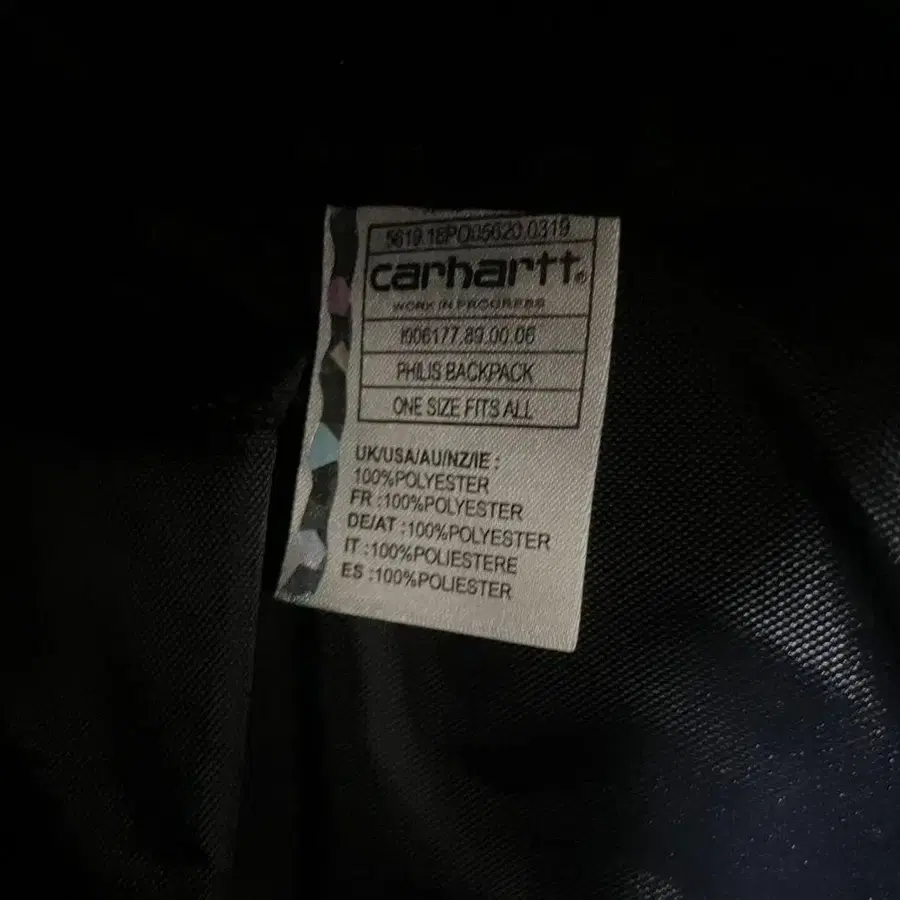 5619.18PO05620.0319
carhartt®
WORK IN PROGRESS
I006177.89.00.06
PHILIS BACKPACK
ONE SIZE FITS ALL
UK/USA/AU/NZ/IE :
100%POLYESTER
FR :100%POLYESTER
DE/AT :100%POLYESTER
IT :100%POLIESTERE
ES :100%POLIESTER